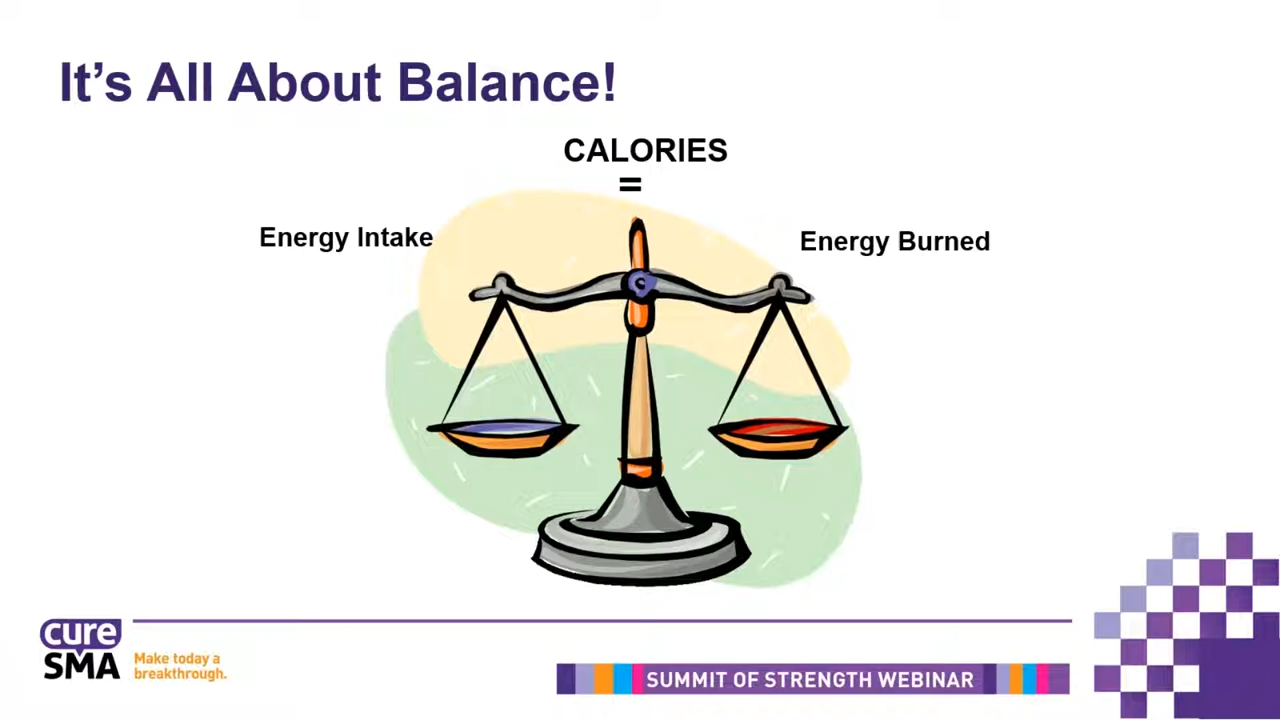 It's All About Balance!
CALORIES
=
Energy Intake
Energy Burned
cure
SMA
Make today a
breakthrough.
SUMMIT OF STRENGTH WEBINAR